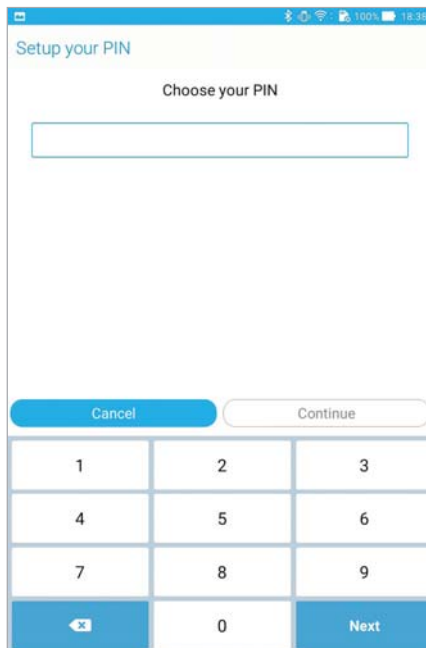 100% 18:38
Setup your PIN
Choose your PIN
Cancel Continue
1 2 3
4 5 6
7 8 9
0 Next